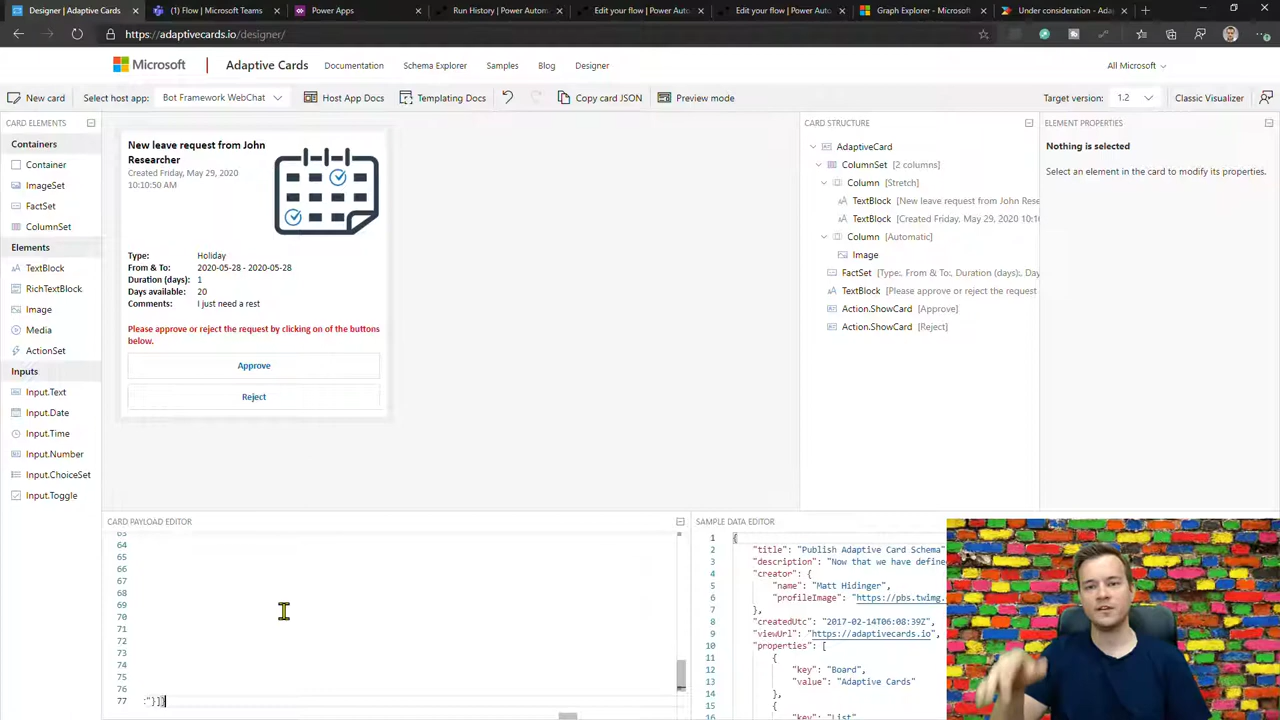 Designer | Adaptive Cards
(1) Flow | Microsoft Teams
Power Apps
Run History | Power Autom
Edit your flow | Power Autom
Edit your flow | Power Autom
Graph Explorer - Microsoft
Under consideration - Adap
https://adaptivecards.io/designer/
Microsoft
Adaptive Cards
Documentation
Schema Explorer
Samples
Blog
Designer
All Microsoft
New card
Select host app:
Bot Framework WebChat
Host App Docs
Templating Docs
Copy card JSON
Preview mode
Target version:
1.2
Classic Visualizer
CARD ELEMENTS
Containers
Container
ImageSet
FactSet
ColumnSet
Elements
TextBlock
RichTextBlock
Image
Media
ActionSet
Inputs
Input.Text
Input.Date
Input.Time
Input.Number
Input.ChoiceSet
Input.Toggle
New leave request from John
Researcher
Created Friday, May 29, 2020
10:10:50 AM
Type: Holiday
From & To: 2020-05-28 - 2020-05-28
Duration (days): 1
Days available: 20
Comments: I just need a rest
Please approve or reject the request by clicking on of the buttons
below.
Approve
Reject
CARD STRUCTURE
AdaptiveCard
ColumnSet [2 columns]
Column [Stretch]
TextBlock [New leave request from John Rese
TextBlock [Created Friday, May 29, 2020 10:1
Column [Automatic]
Image
FactSet [Type:, From & To:, Duration (days):, Day
TextBlock [Please approve or reject the request
Action.ShowCard [Approve]
Action.ShowCard [Reject]
ELEMENT PROPERTIES
Nothing is selected
Select an element in the card to modify its properties.
CARD PAYLOAD EDITOR
63
64
65
66
67
68
69
70
71
72
73
74
75
76
77 :"}]}
SAMPLE DATA EDITOR
1 {
2 "title": "Publish Adaptive Card Schema"
3 "description": "Now that we have define
4 "creator": {
5 "name": "Matt Hidinger",
6 "profileImage": "https://pbs.twimg.
7 },
8 "createdUtc": "2017-02-14T06:08:39Z",
9 "viewUrl": "https://adaptivecards.io",
10 "properties": [
11 {
12 "key": "Board",
13 "value": "Adaptive Cards"
14 },
15 {
16 "key": "List"